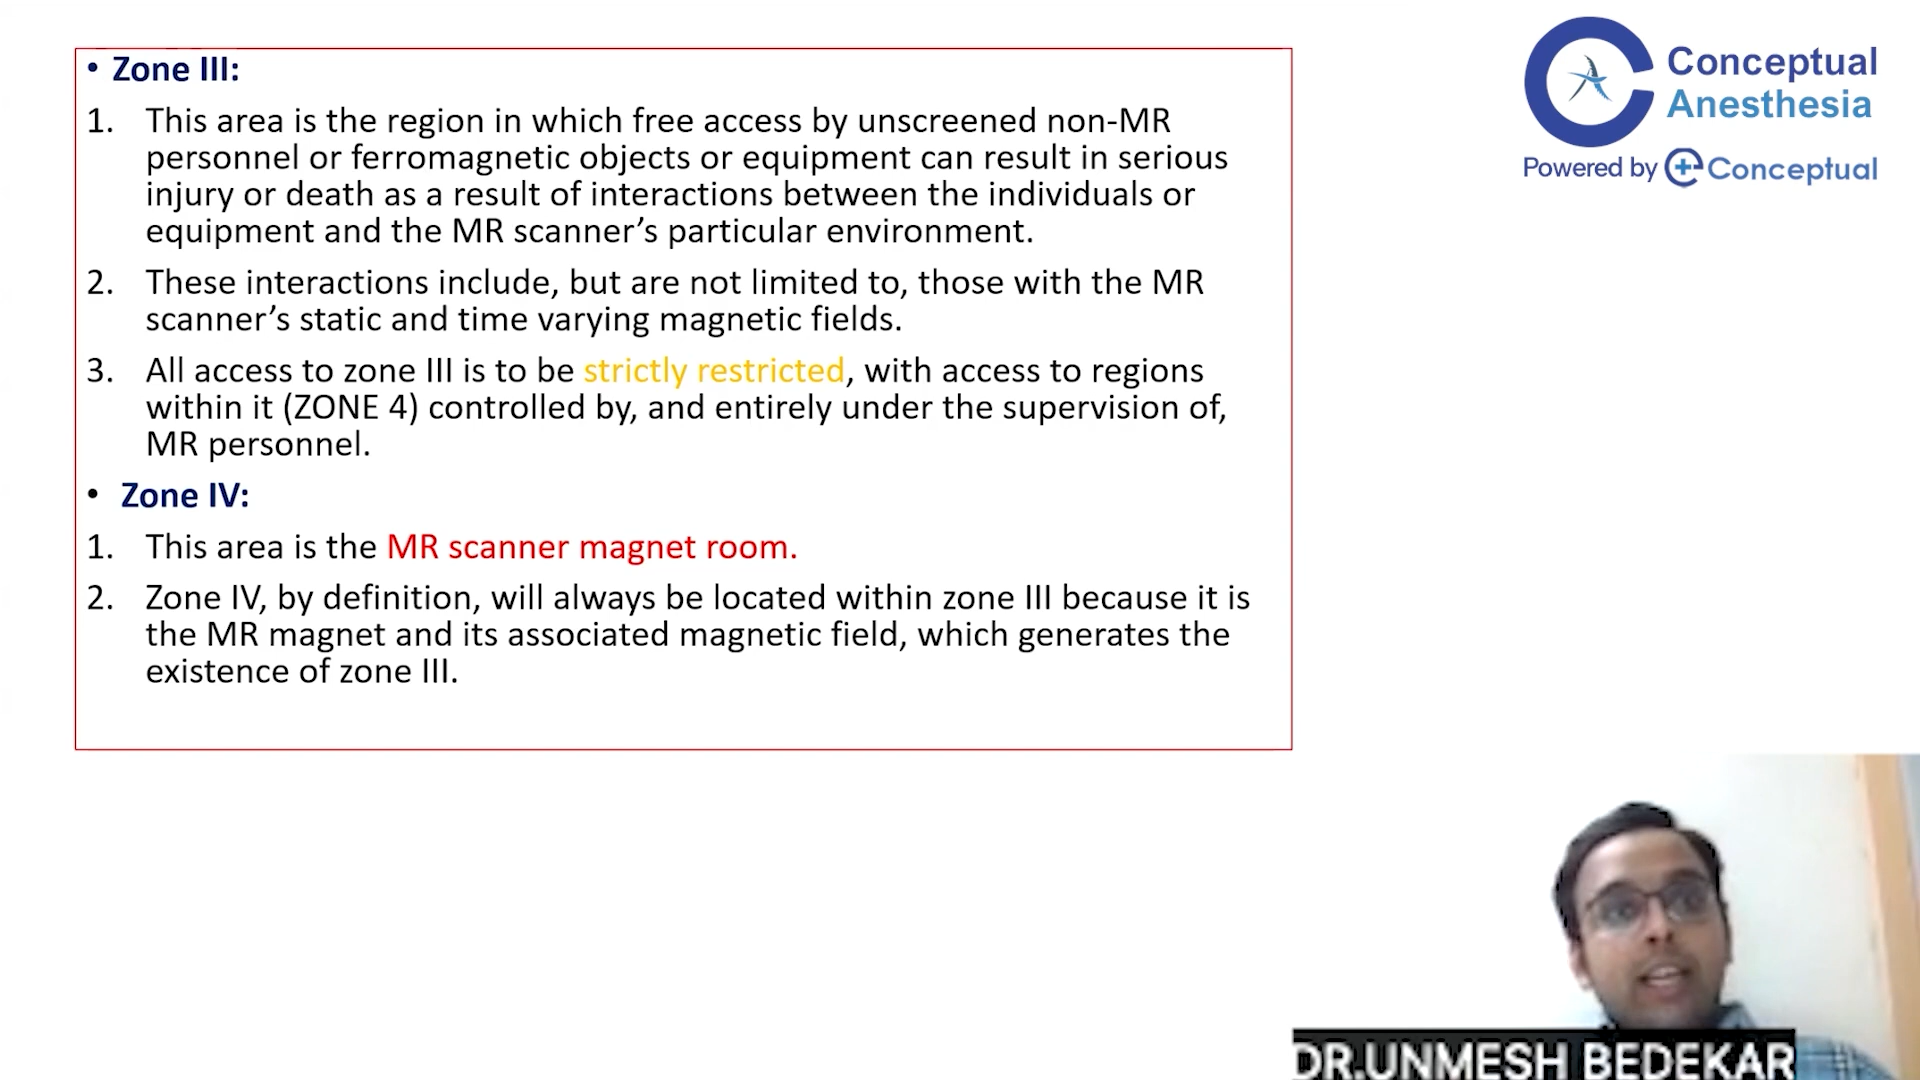 • Zone III:
1. This area is the region in which free access by unscreened non-MR
personnel or ferromagnetic objects or equipment can result in serious
injury or death as a result of interactions between the individuals or
equipment and the MR scanner’s particular environment.
2. These interactions include, but are not limited to, those with the MR
scanner’s static and time varying magnetic fields.
3. All access to zone III is to be strictly restricted, with access to regions
within it (ZONE 4) controlled by, and entirely under the supervision of,
MR personnel.
• Zone IV:
1. This area is the MR scanner magnet room.
2. Zone IV, by definition, will always be located within zone III because it is
the MR magnet and its associated magnetic field, which generates the
existence of zone III.
Conceptual
Anesthesia
Powered by e Conceptual
DR.UNMESH BEDEKAR